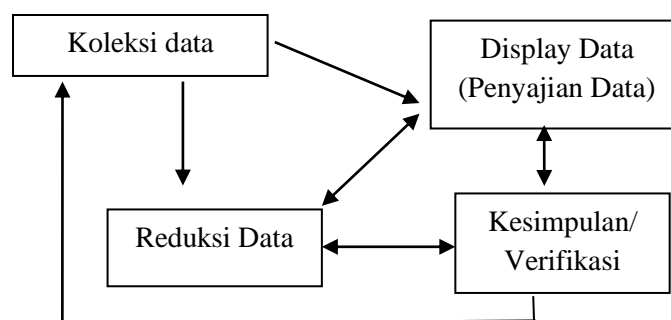 Koleksi data
Display Data
(Penyajian Data)
Reduksi Data
Kesimpulan/
Verifikasi